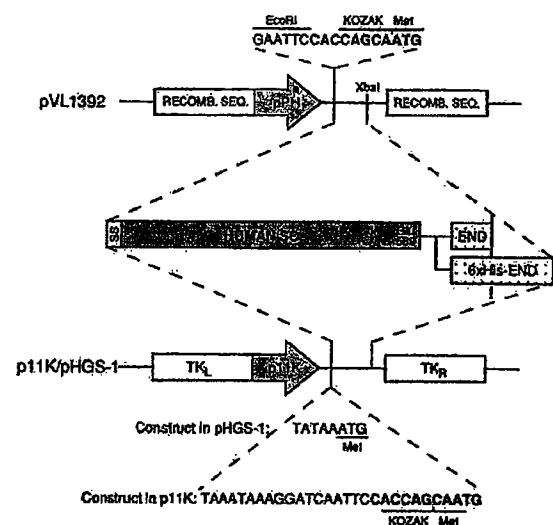 EcoRI KOZAK Met
GAATTCCACCAGCAATG
XbaI
pVL1392
RECOMB. SEQ. RECOMB. SEQ.
SS
END
6xHis-END
p11K/pHGS-1
TKL p11K TKR
Construct in pHGS-1: TATAAATG
Met
Construct in p11K: TAAATAAAGGATCAATTCCACCAGCAATG
KOZAK Met